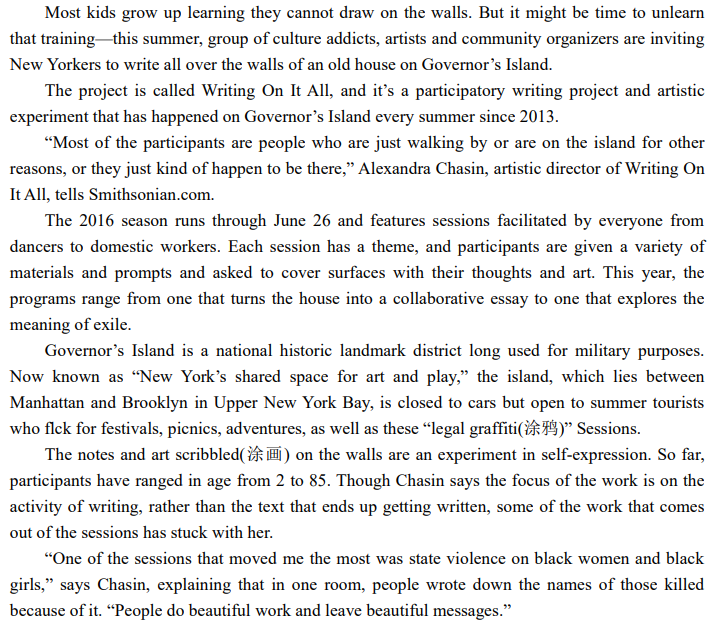 Most kids grow up learning they cannot draw on the walls. But it might be time to unlearn
that training—this summer, group of culture addicts, artists and community organizers are inviting
New Yorkers to write all over the walls of an old house on Governor's Island.
The project is called Writing On It All, and it's a participatory writing project and artistic
experiment that has happened on Governor's Island every summer since 2013.
“Most of the participants are people who are just walking by or are on the island for other
reasons, or they just kind of happen to be there,” Alexandra Chasin, artistic director of Writing On
It All, tells Smithsonian.com.
The 2016 season runs through June 26 and features sessions facilitated by everyone from
dancers to domestic workers. Each session has a theme, and participants are given a variety of
materials and prompts and asked to cover surfaces with their thoughts and art. This year, the
programs range from one that turns the house into a collaborative essay to one that explores the
meaning of exile.
Governor's Island is a national historic landmark district long used for military purposes.
Now known as “New York's shared space for art and play,” the island, which lies between
Manhattan and Brooklyn in Upper New York Bay, is closed to cars but open to summer tourists
who flck for festivals, picnics, adventures, as well as these “legal graffiti(涂鸦)” Sessions.
The notes and art scribbled(涂画) on the walls are an experiment in self-expression. So far,
participants have ranged in age from 2 to 85. Though Chasin says the focus of the work is on the
activity of writing, rather than the text that ends up getting written, some of the work that comes
out of the sessions has stuck with her.
“One of the sessions that moved me the most was state violence on black women and black
girls,” says Chasin, explaining that in one room, people wrote down the names of those killed
because of it. “People do beautiful work and leave beautiful messages.”